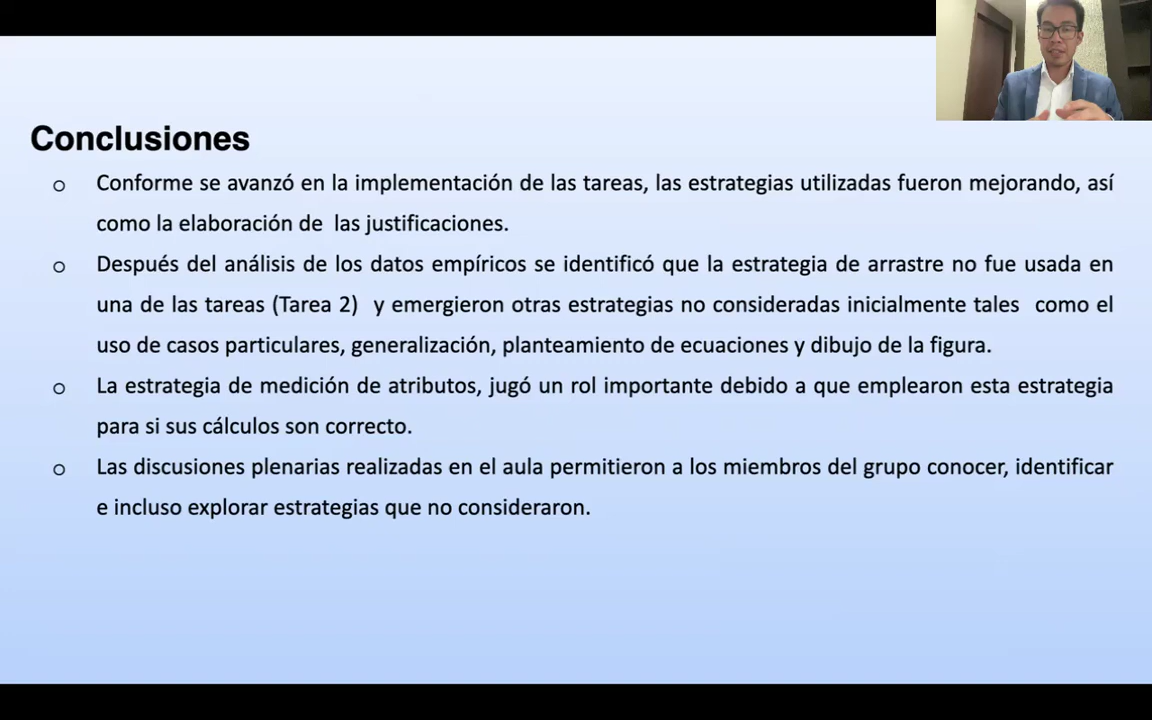 Conclusiones
o Conforme se avanzó en la implementación de las tareas, las estrategias utilizadas fueron mejorando, así
como la elaboración de las justificaciones.
o Después del análisis de los datos empíricos se identificó que la estrategia de arrastre no fue usada en
una de las tareas (Tarea 2) y emergieron otras estrategias no consideradas inicialmente tales como el
uso de casos particulares, generalización, planteamiento de ecuaciones y dibujo de la figura.
o La estrategia de medición de atributos, jugó un rol importante debido a que emplearon esta estrategia
para si sus cálculos son correcto.
o Las discusiones plenarias realizadas en el aula permitieron a los miembros del grupo conocer, identificar
e incluso explorar estrategias que no consideraron.